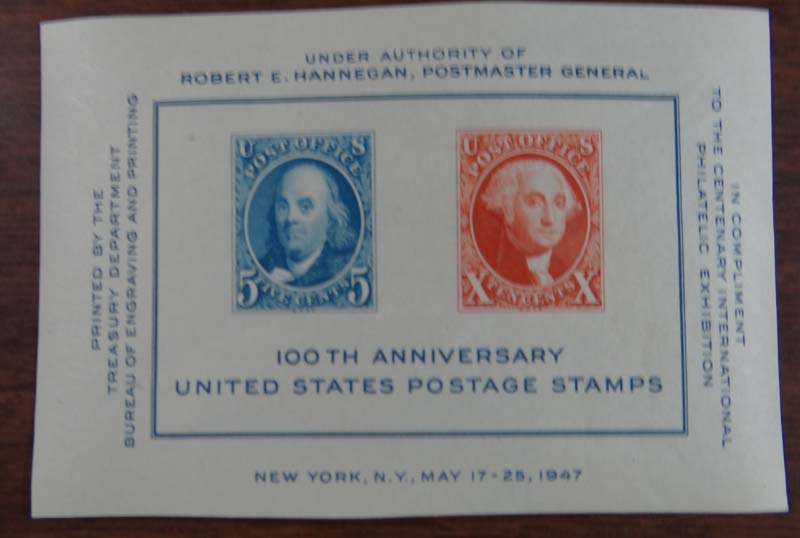 UNDER AUTHORITY OF
ROBERT E. HANNEGAN, POSTMASTER GENERAL
PRINTED BY THE
TREASURY DEPARTMENT
BUREAU OF ENGRAVING AND PRINTING
U S
POST OFFICE
5 FIVE CENTS 5
U S
POST OFFICE
X TEN CENTS X
100TH ANNIVERSARY
UNITED STATES POSTAGE STAMPS
IN COMPLIMENT
TO THE CENTENARY INTERNATIONAL
PHILATELIC EXHIBITION
NEW YORK, N.Y., MAY 17-25, 1947